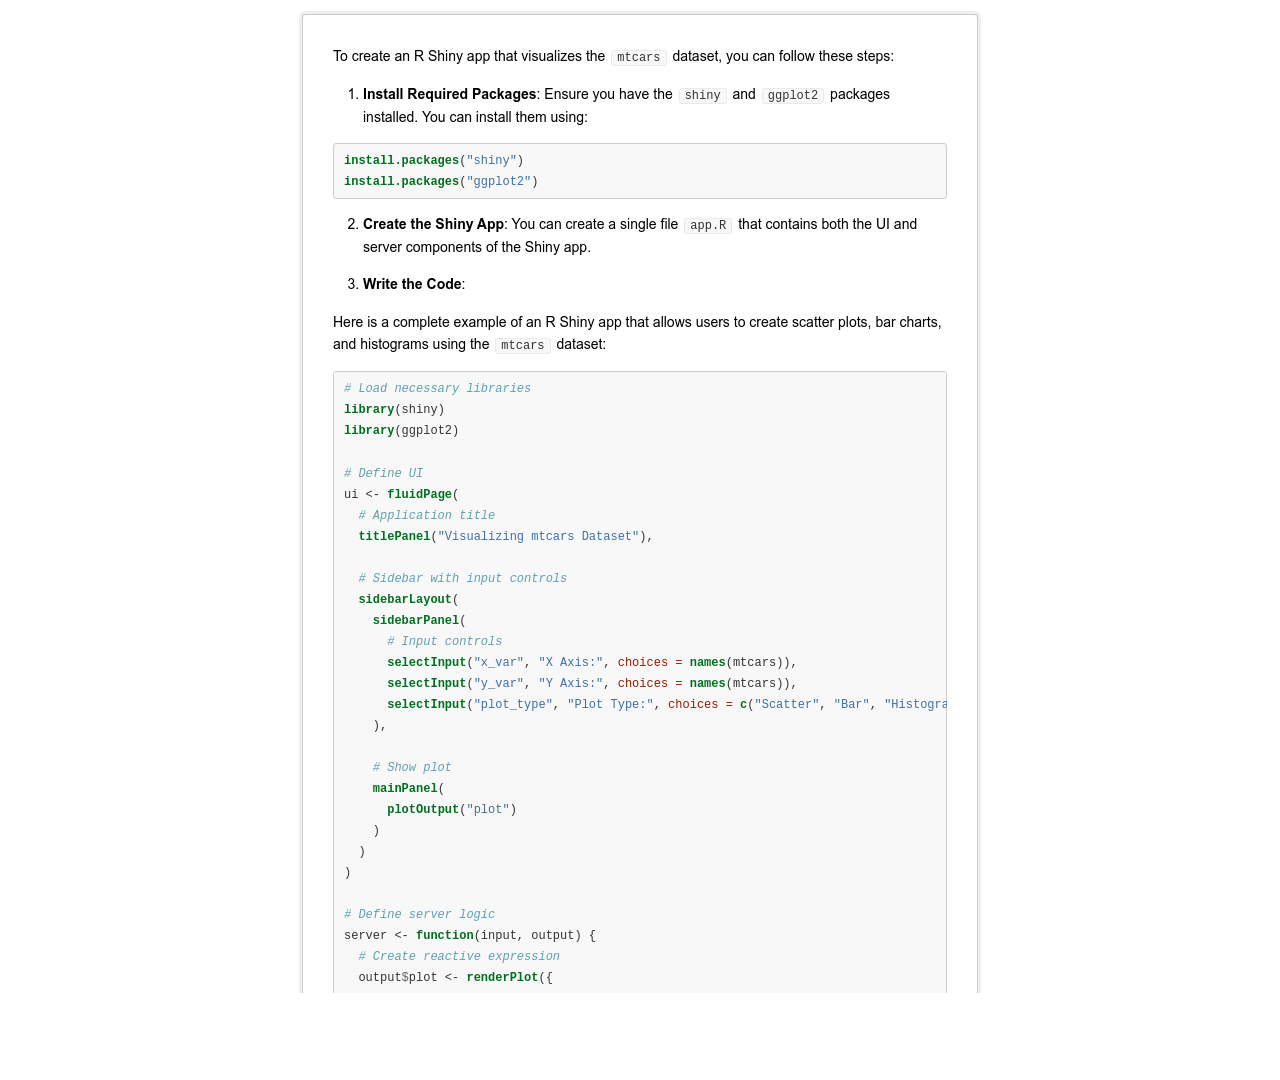 To create an R Shiny app that visualizes the mtcars dataset, you can follow these steps:
1. Install Required Packages: Ensure you have the shiny and ggplot2 packages
installed. You can install them using:
install.packages("shiny")
install.packages("ggplot2")
2. Create the Shiny App: You can create a single file app.R that contains both the UI and
server components of the Shiny app.
3. Write the Code:
Here is a complete example of an R Shiny app that allows users to create scatter plots, bar charts,
and histograms using the mtcars dataset:
# Load necessary libraries
library(shiny)
library(ggplot2)
# Define UI
ui <- fluidPage(
  # Application title
  titlePanel("Visualizing mtcars Dataset"),
  # Sidebar with input controls
  sidebarLayout(
    sidebarPanel(
      # Input controls
      selectInput("x_var", "X Axis:", choices = names(mtcars)),
      selectInput("y_var", "Y Axis:", choices = names(mtcars)),
      selectInput("plot_type", "Plot Type:", choices = c("Scatter", "Bar", "Histogra
    ),
    # Show plot
    mainPanel(
      plotOutput("plot")
    )
  )
)
# Define server logic
server <- function(input, output) {
  # Create reactive expression
  output$plot <- renderPlot({